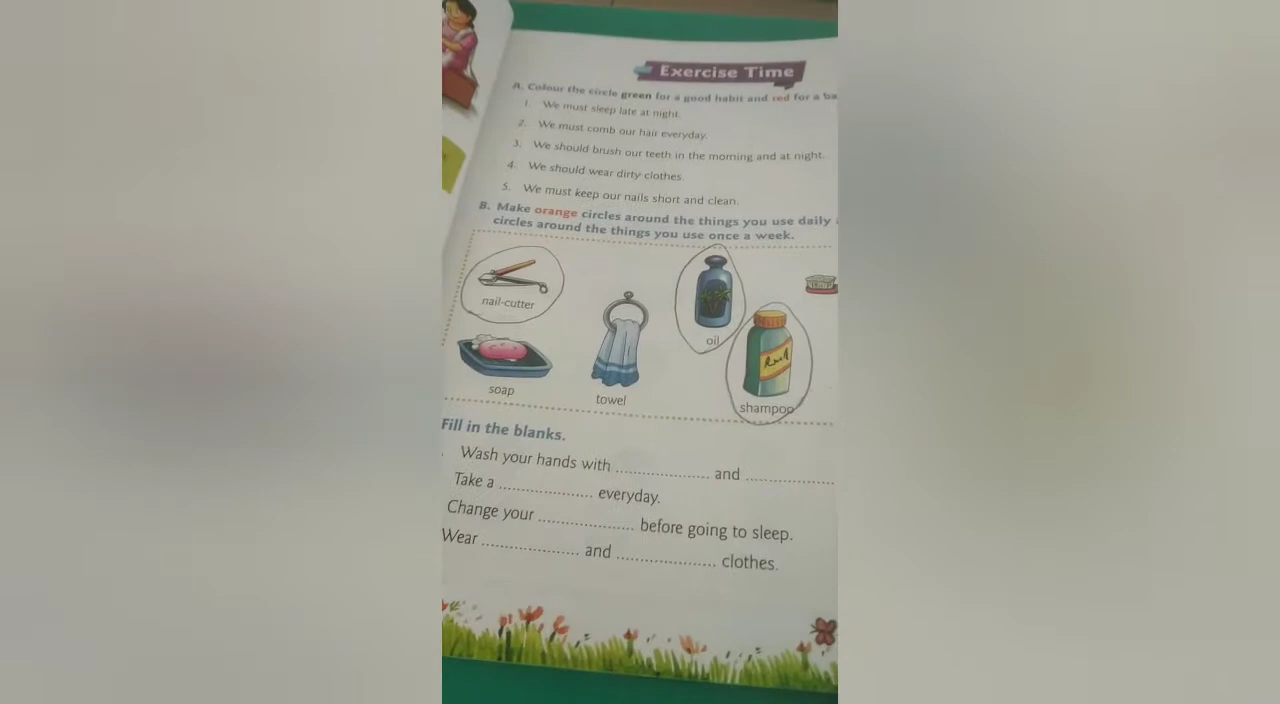 Exercise Time
A. Colour the circle green for a good habit and red for a ba
1. We must sleep late at night.
2. We must comb our hair everyday.
3. We should brush our teeth in the morning and at night.
4. We should wear dirty clothes.
5. We must keep our nails short and clean.
B. Make orange circles around the things you use daily
circles around the things you use once a week.
nail-cutter
oil
soap
towel
shampoo
Fill in the blanks.
Wash your hands with .................... and ....................
Take a .................... everyday.
Change your .................... before going to sleep.
Wear .................... and .................... clothes.